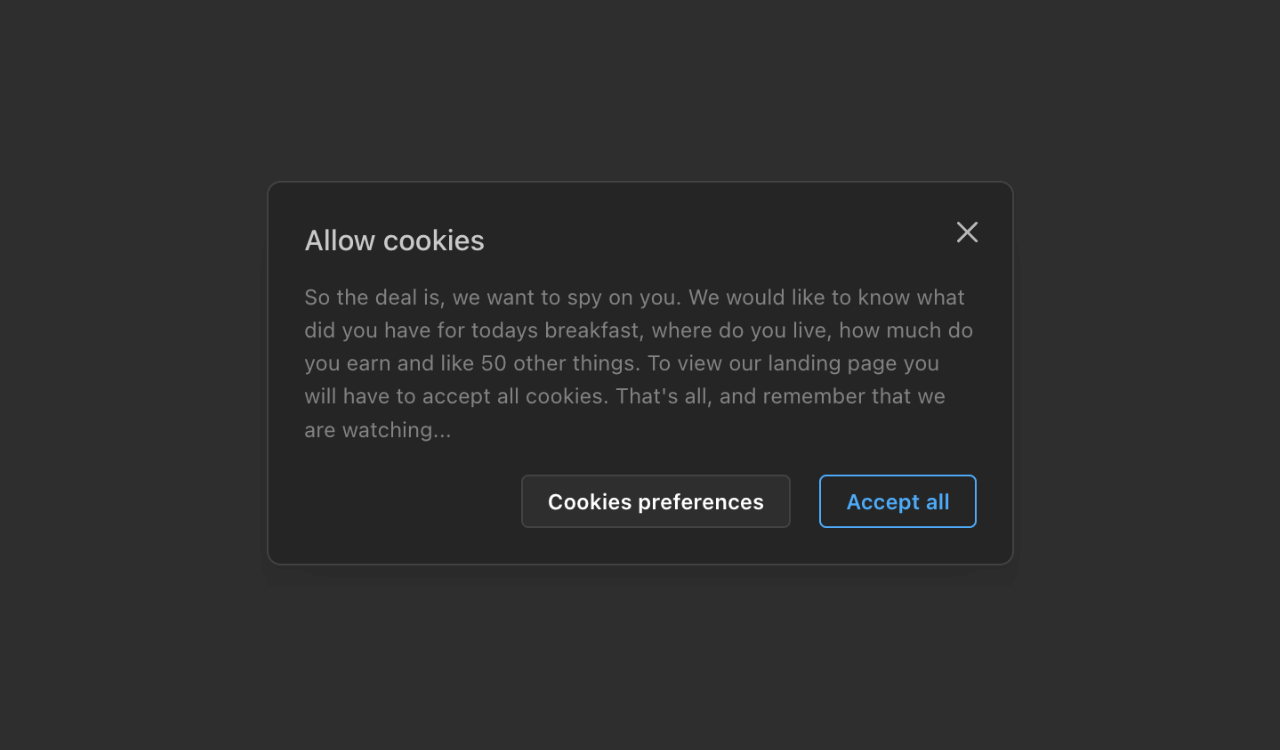 Allow cookies
So the deal is, we want to spy on you. We would like to know what
did you have for todays breakfast, where do you live, how much do
you earn and like 50 other things. To view our landing page you
will have to accept all cookies. That's all, and remember that we
are watching...
Cookies preferences
Accept all